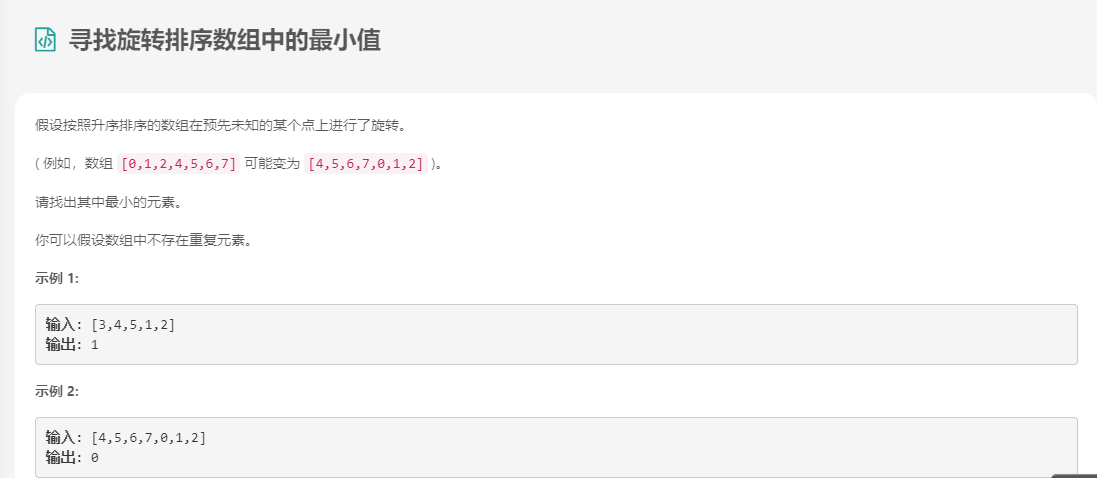 寻找旋转排序数组中的最小值
假设按照升序排序的数组在预先未知的某个点上进行了旋转。
( 例如，数组 [0,1,2,4,5,6,7] 可能变为 [4,5,6,7,0,1,2] )。
请找出其中最小的元素。
你可以假设数组中不存在重复元素。
示例 1:
输入: [3,4,5,1,2]
输出: 1
示例 2:
输入: [4,5,6,7,0,1,2]
输出: 0